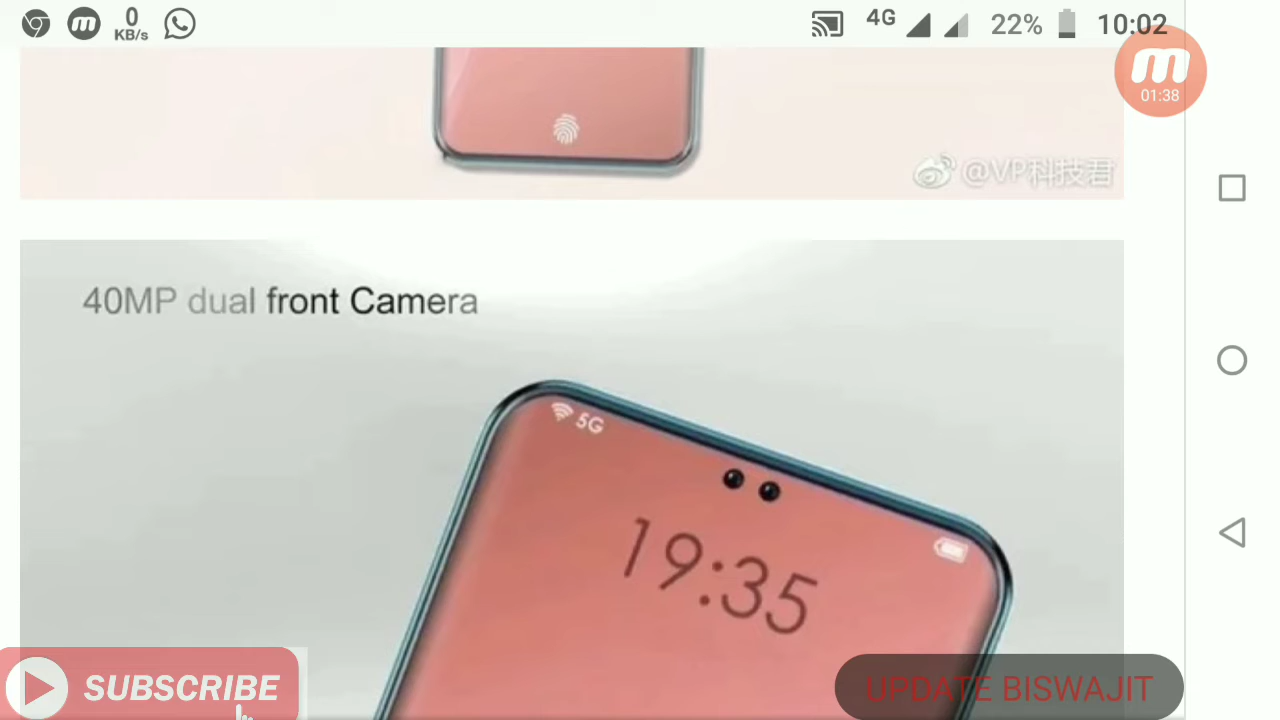 0
KB/s
4G
22%
10:02
01:38
@VP科技君
40MP dual front Camera
5G
19:35
SUBSCRIBE
UPDATE BISWAJIT